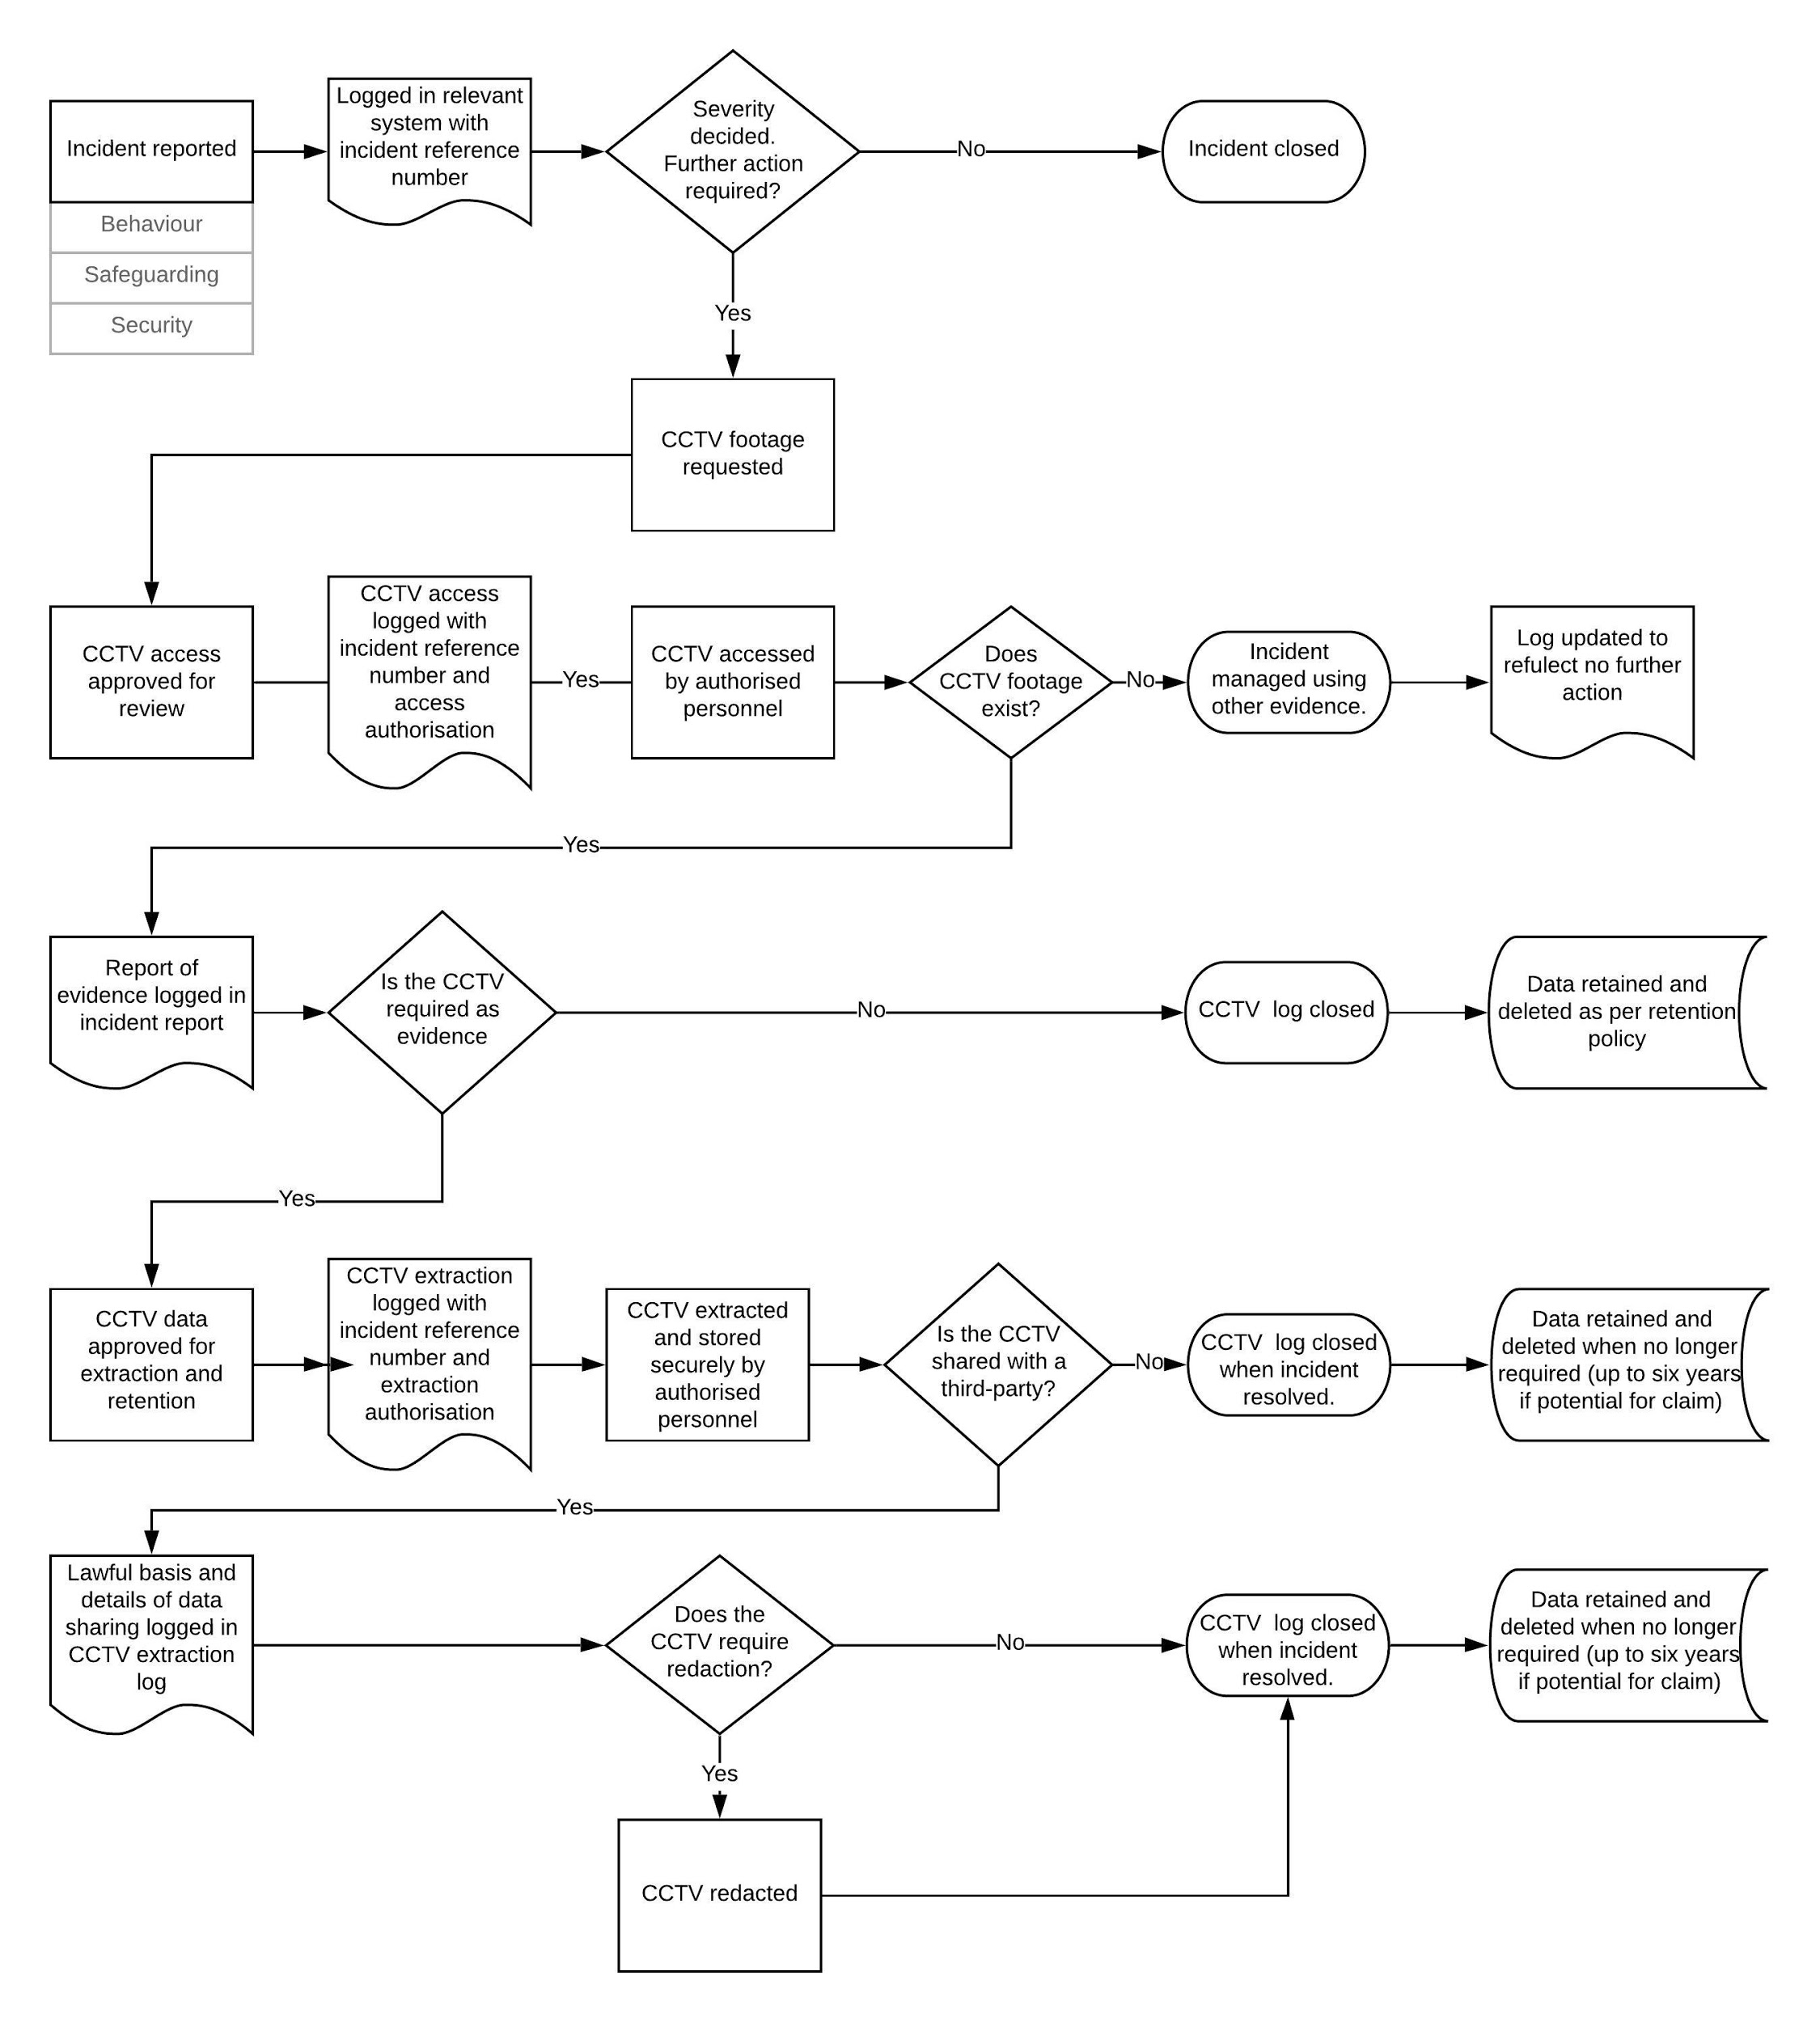 Incident reported
Behaviour
Safeguarding
Security
Logged in relevant
system with
incident reference
number
Severity
decided.
Further action
required?
No
Incident closed
Yes
CCTV footage
requested
CCTV access
approved for
review
CCTV access
logged with
incident reference
number and
access
authorisation
Yes
CCTV accessed
by authorised
personnel
Does
CCTV footage
exist?
No
Incident
managed using
other evidence.
Log updated to
refulect no further
action
Yes
Report of
evidence logged in
incident report
Is the CCTV
required as
evidence
No
CCTV  log closed
Data retained and
deleted as per retention
policy
Yes
CCTV data
approved for
extraction and
retention
CCTV extraction
logged with
incident reference
number and
extraction
authorisation
CCTV extracted
and stored
securely by
authorised
personnel
Is the CCTV
shared with a
third-party?
No
CCTV  log closed
when incident
resolved.
Data retained and
deleted when no longer
required (up to six years
if potential for claim)
Yes
Lawful basis and
details of data
sharing logged in
CCTV extraction
log
Does the
CCTV require
redaction?
No
CCTV  log closed
when incident
resolved.
Data retained and
deleted when no longer
required (up to six years
if potential for claim)
Yes
CCTV redacted